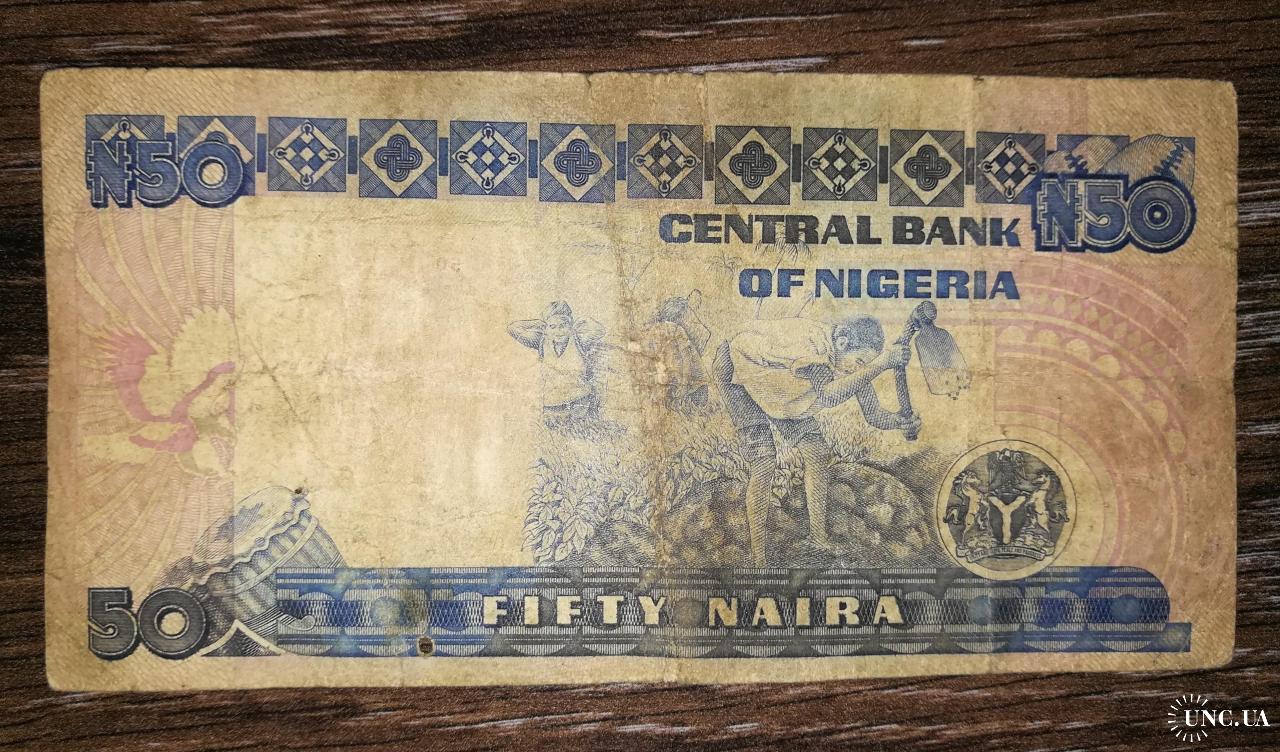 ₦50
CENTRAL BANK
₦50
OF NIGERIA
50
FIFTY NAIRA
UNC.UA